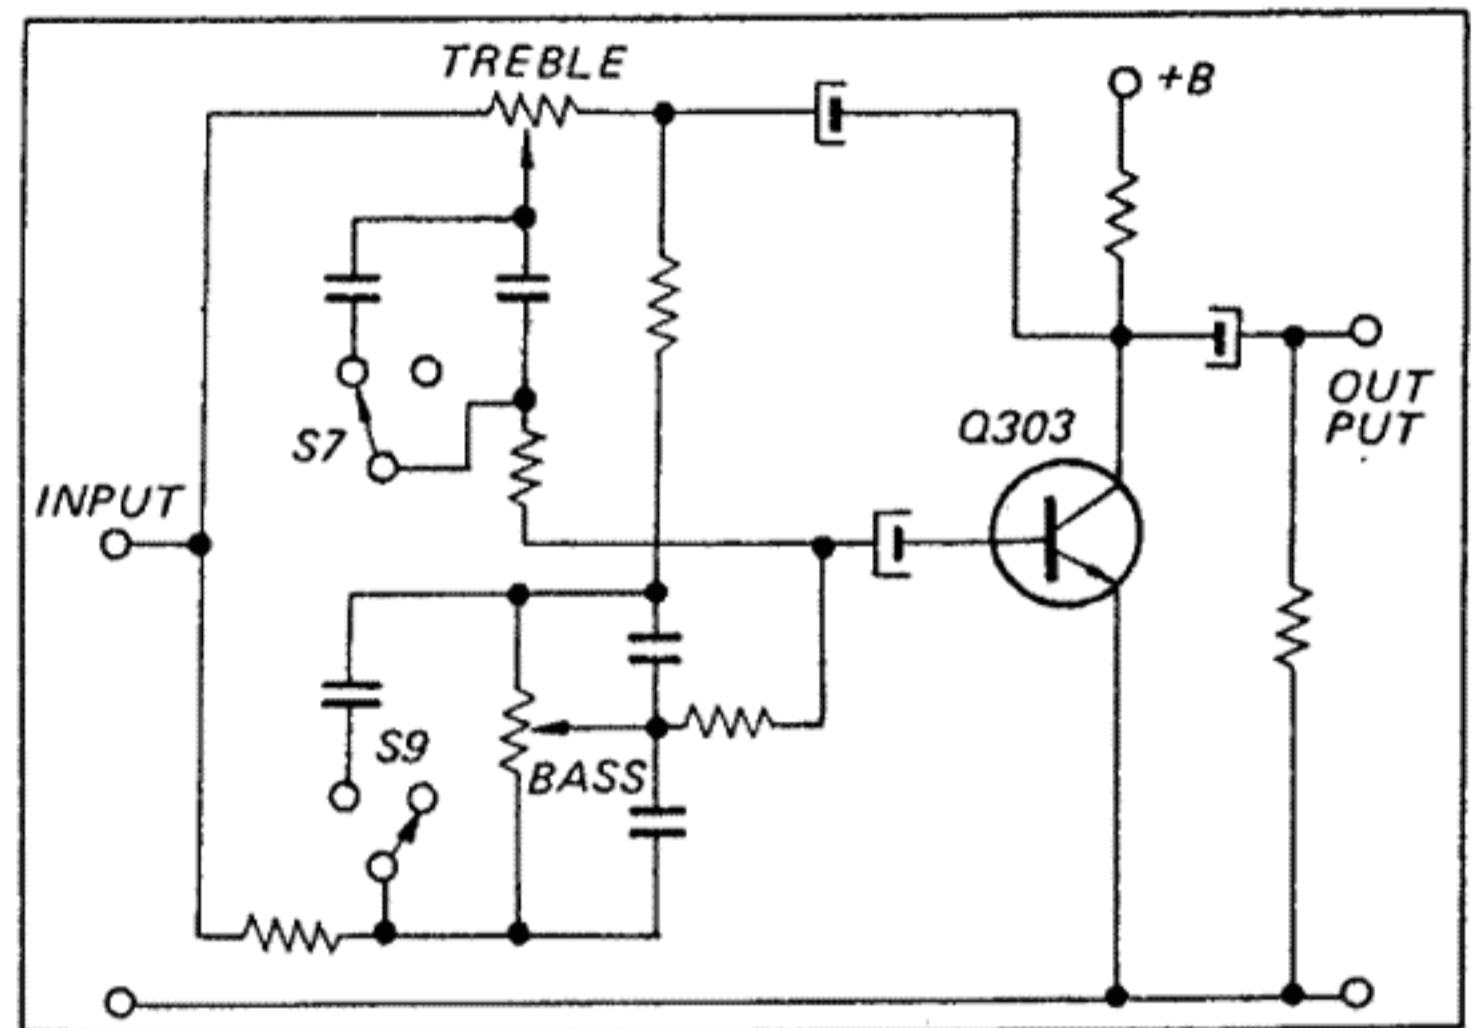 TREBLE
+B
OUT
PUT
Q303
S7
INPUT
S9
BASS